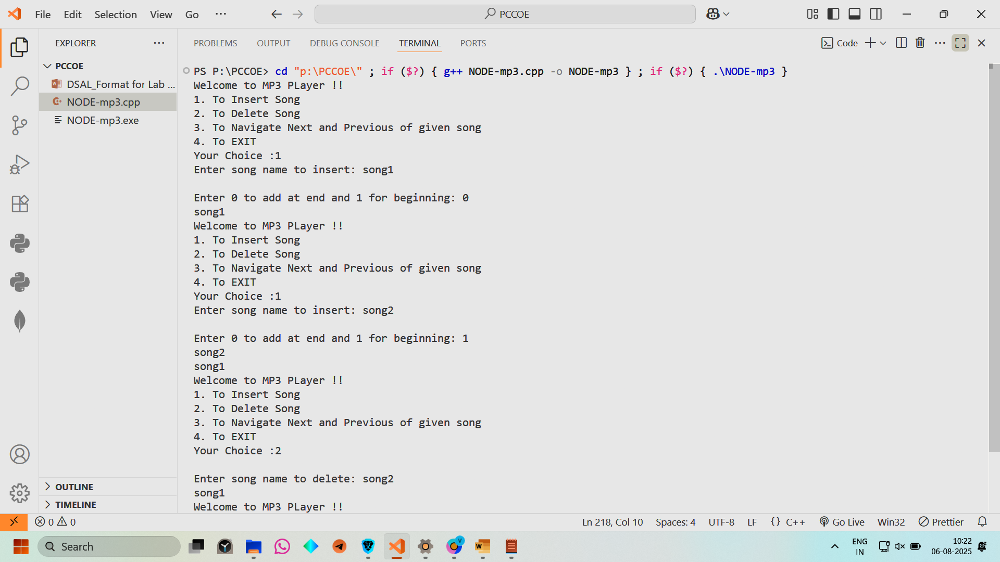 File Edit Selection View Go ··· PCCOE
EXPLORER ···
PCCOE
DSAL_Format for Lab ...
NODE-mp3.cpp
NODE-mp3.exe
OUTLINE
TIMELINE
PROBLEMS OUTPUT DEBUG CONSOLE TERMINAL PORTS Code ···
PS P:\PCCOE> cd "p:\PCCOE\" ; if ($?) { g++ NODE-mp3.cpp -o NODE-mp3 } ; if ($?) { .\NODE-mp3 }
Welcome to MP3 PLayer !!
1. To Insert Song
2. To Delete Song
3. To Navigate Next and Previous of given song
4. To EXIT
Your Choice :1
Enter song name to insert: song1
Enter 0 to add at end and 1 for beginning: 0
song1
Welcome to MP3 PLayer !!
1. To Insert Song
2. To Delete Song
3. To Navigate Next and Previous of given song
4. To EXIT
Your Choice :1
Enter song name to insert: song2
Enter 0 to add at end and 1 for beginning: 1
song2
song1
Welcome to MP3 PLayer !!
1. To Insert Song
2. To Delete Song
3. To Navigate Next and Previous of given song
4. To EXIT
Your Choice :2
Enter song name to delete: song2
song1
Welcome to MP3 PLayer !!
0 0 Ln 218, Col 10 Spaces: 4 UTF-8 LF {} C++ Go Live Win32 Prettier
Search ENG IN 10:22 06-08-2025